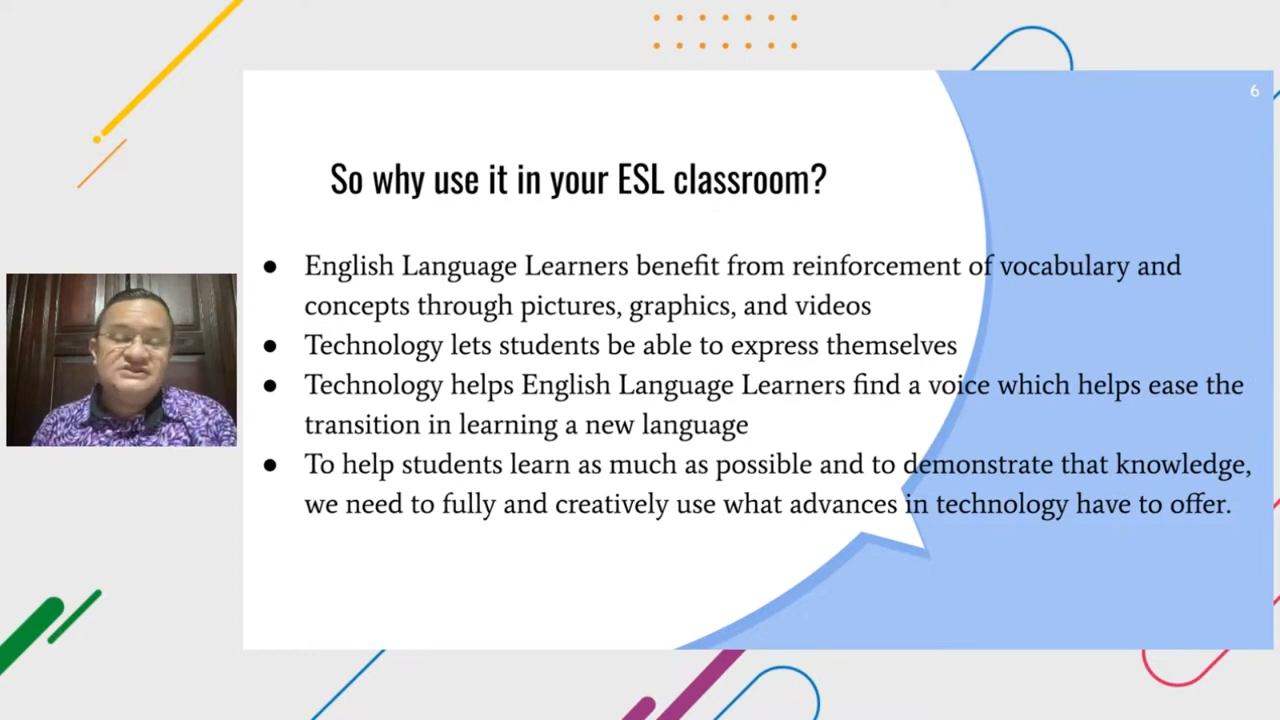 6
So why use it in your ESL classroom?
● English Language Learners benefit from reinforcement of vocabulary and
concepts through pictures, graphics, and videos
● Technology lets students be able to express themselves
● Technology helps English Language Learners find a voice which helps ease the
transition in learning a new language
● To help students learn as much as possible and to demonstrate that knowledge,
we need to fully and creatively use what advances in technology have to offer.